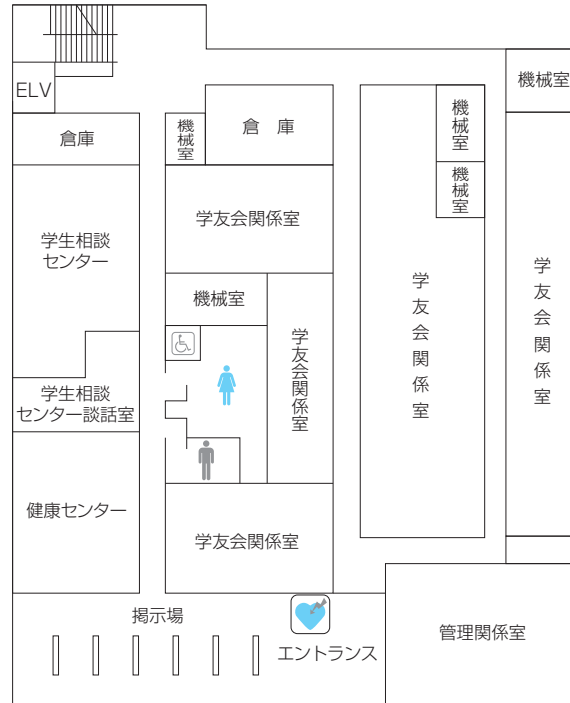 機械室
ELV
倉庫
機械室
倉 庫
機械室
機械室
学生相談
センター
学友会関係室
機械室
学友会関係室
学友会関係室
学友会関係室
学生相談
センター談話室
健康センター
学友会関係室
掲示場
エントランス
管理関係室